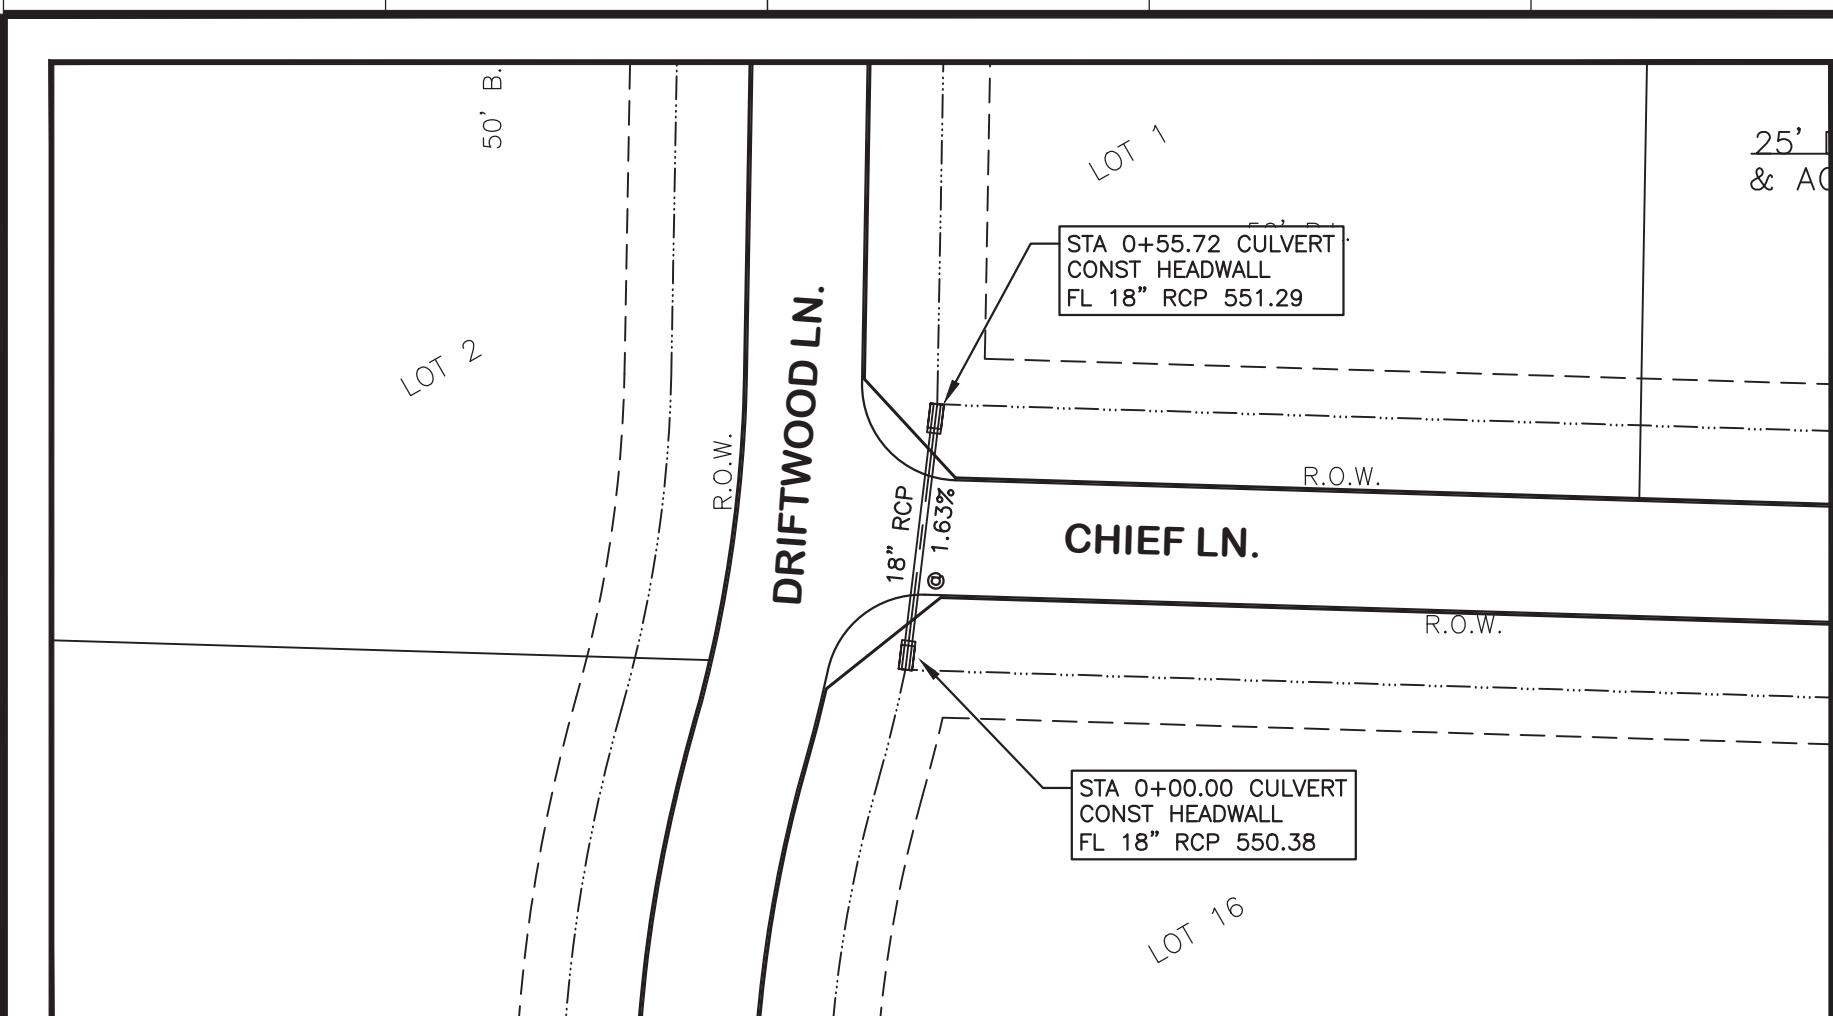 50' B.
LOT 1
25'
& AC
STA 0+55.72 CULVERT
CONST HEADWALL
FL 18" RCP 551.29
LOT 2
DRIFTWOOD LN.
R.O.W.
R.O.W.
18" RCP
@ 1.63%
CHIEF LN.
R.O.W.
STA 0+00.00 CULVERT
CONST HEADWALL
FL 18" RCP 550.38
LOT 16